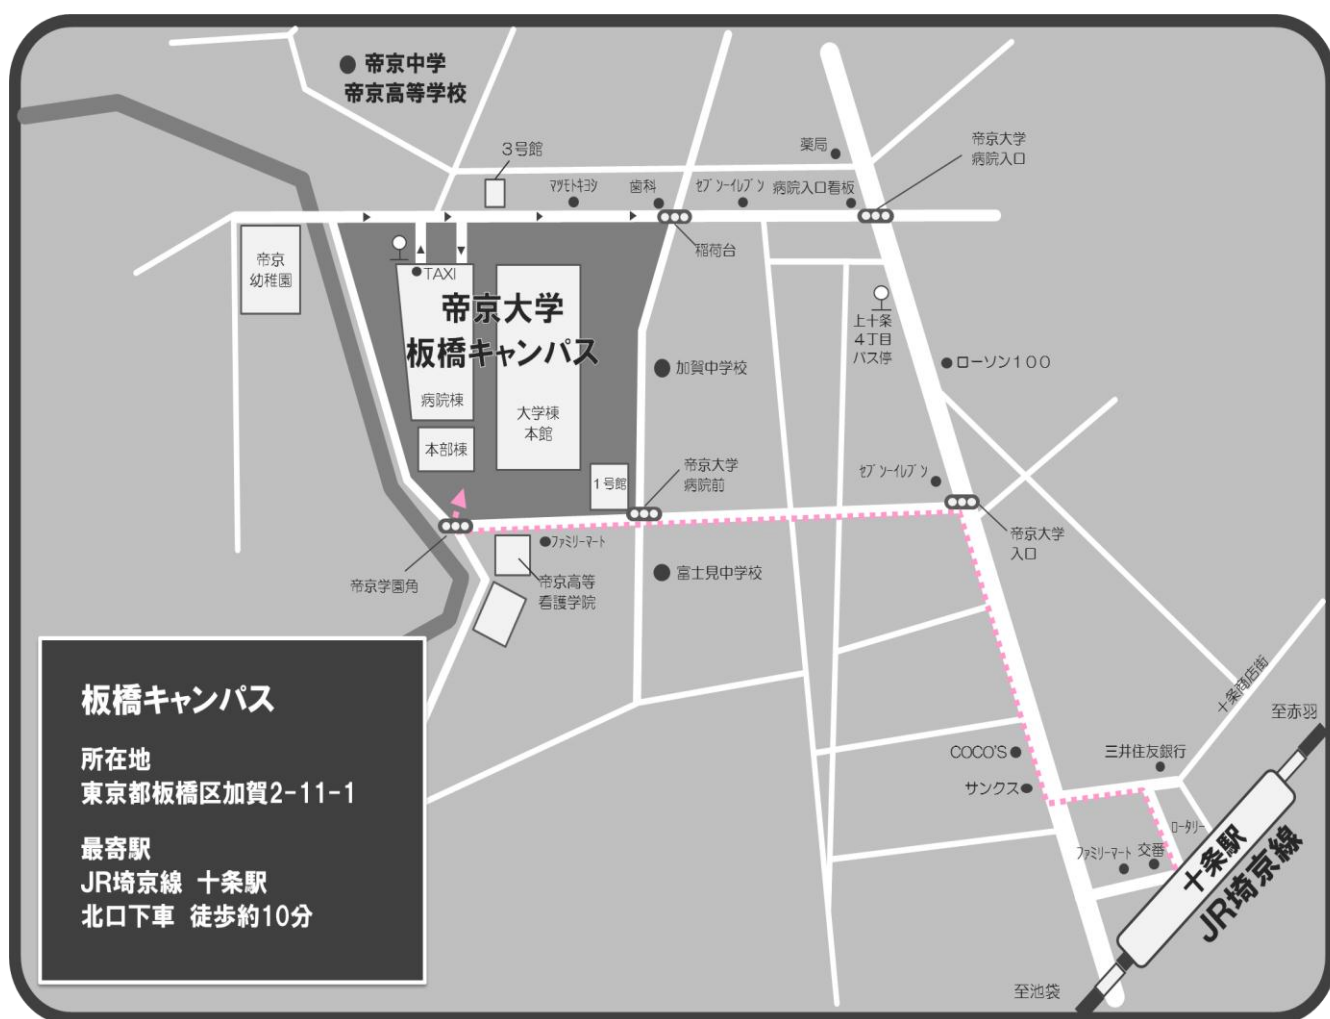 帝京中学
帝京高等学校
3号館
薬局
帝京大学
病院入口
マツモトキヨシ
歯科
セブン-イレブン
病院入口看板
稲荷台
帝京
幼稚園
TAXI
帝京大学
板橋キャンパス
病院棟
大学棟
本館
本部棟
1号館
上十条
4丁目
バス停
ローソン100
加賀中学校
帝京大学
病院前
セブン-イレブン
帝京大学
入口
ファミリーマート
帝京学園角
帝京高等
看護学院
富士見中学校
十条商店街
至赤羽
COCO'S
三井住友銀行
サンクス
ロータリー
ファミリーマート
交番
十条駅
JR埼京線
至池袋
板橋キャンパス
所在地
東京都板橋区加賀2-11-1
最寄駅
JR埼京線 十条駅
北口下車 徒歩約10分